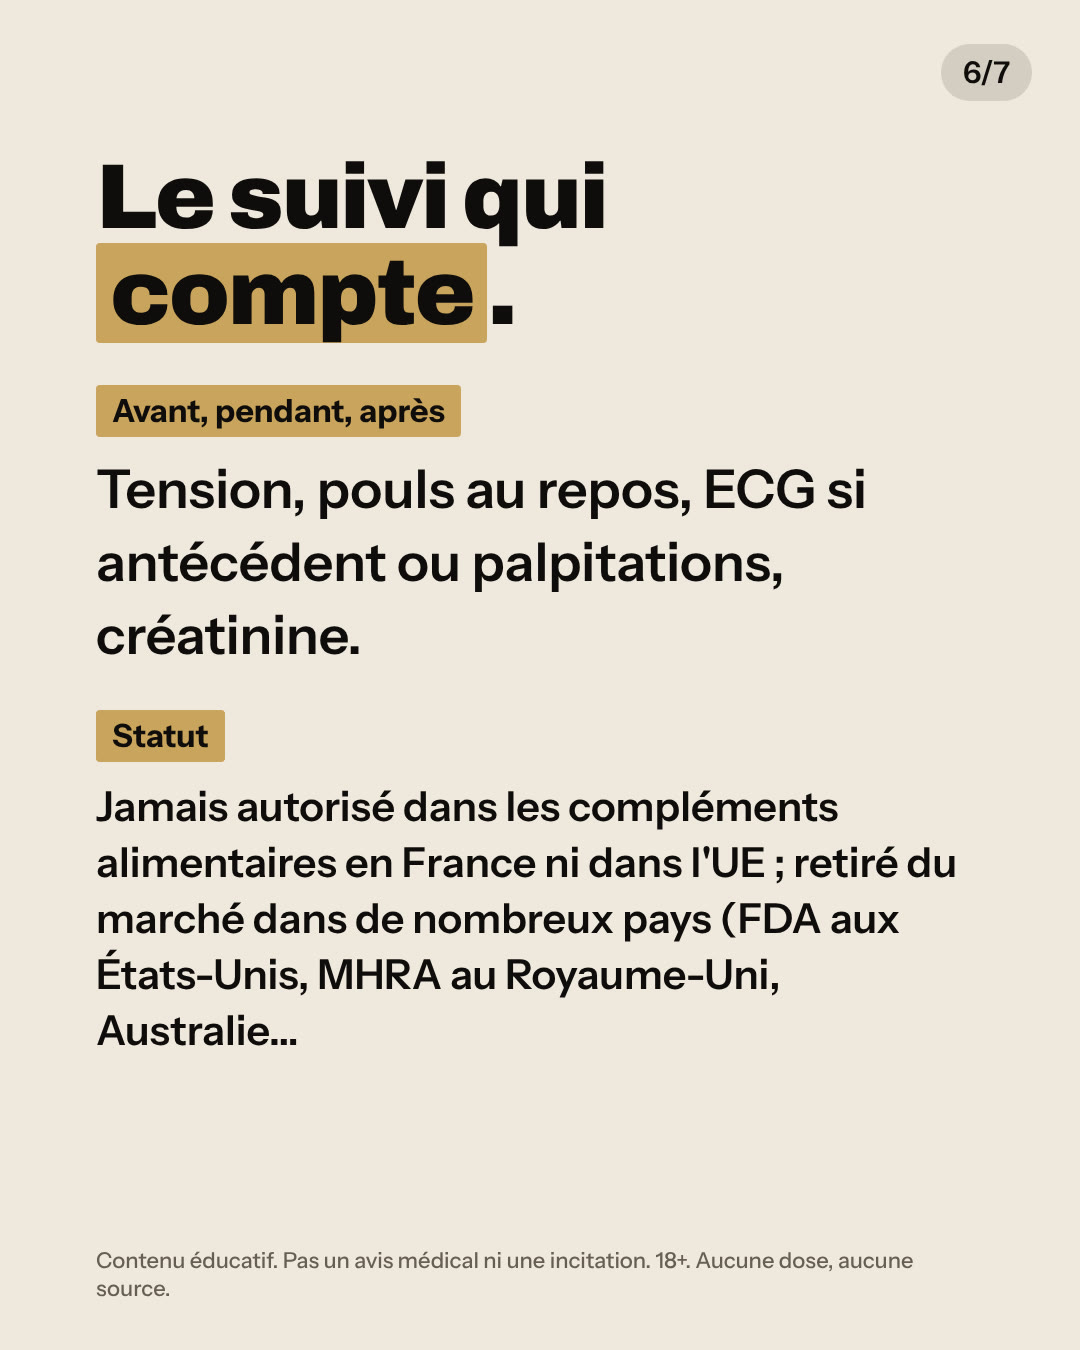 6/7
Le suivi qui
compte.
Avant, pendant, après
Tension, pouls au repos, ECG si
antécédent ou palpitations,
créatinine.
Statut
Jamais autorisé dans les compléments
alimentaires en France ni dans l'UE ; retiré du
marché dans de nombreux pays (FDA aux
États-Unis, MHRA au Royaume-Uni,
Australie...
Contenu éducatif. Pas un avis médical ni une incitation. 18+. Aucune dose, aucune
source.